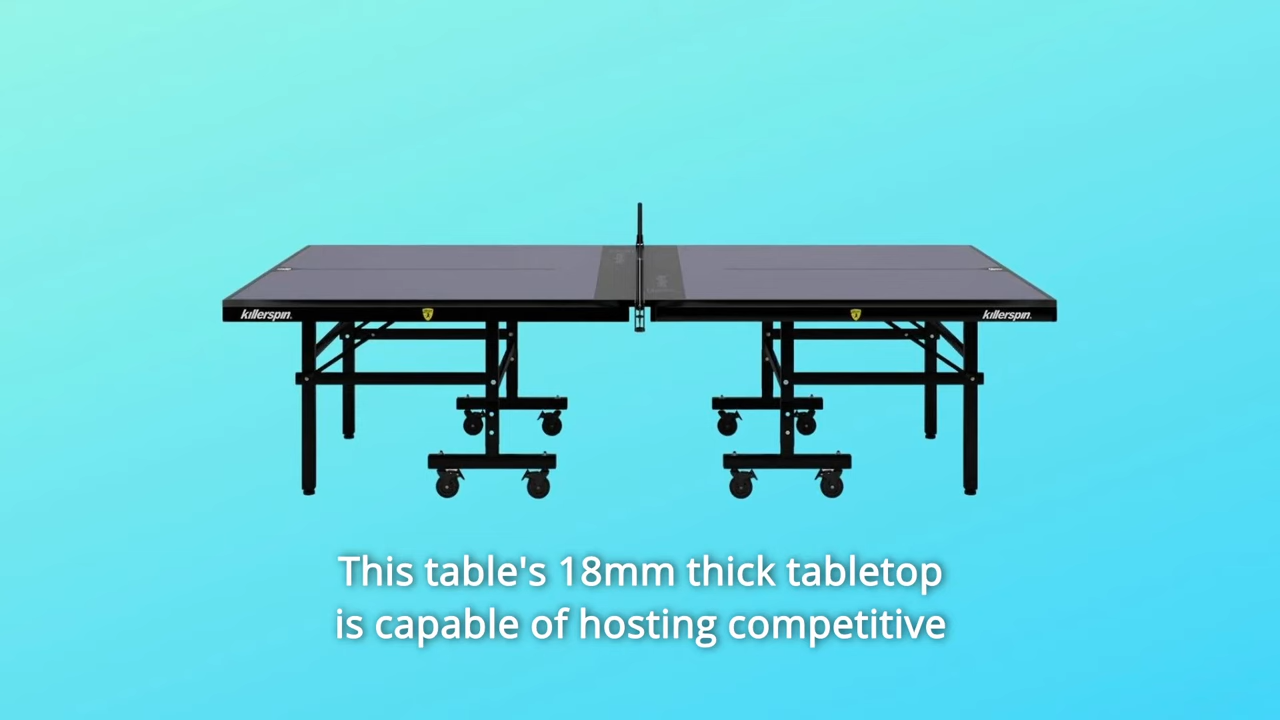 killerspin.
killerspin.
This table's 18mm thick tabletop
is capable of hosting competitive